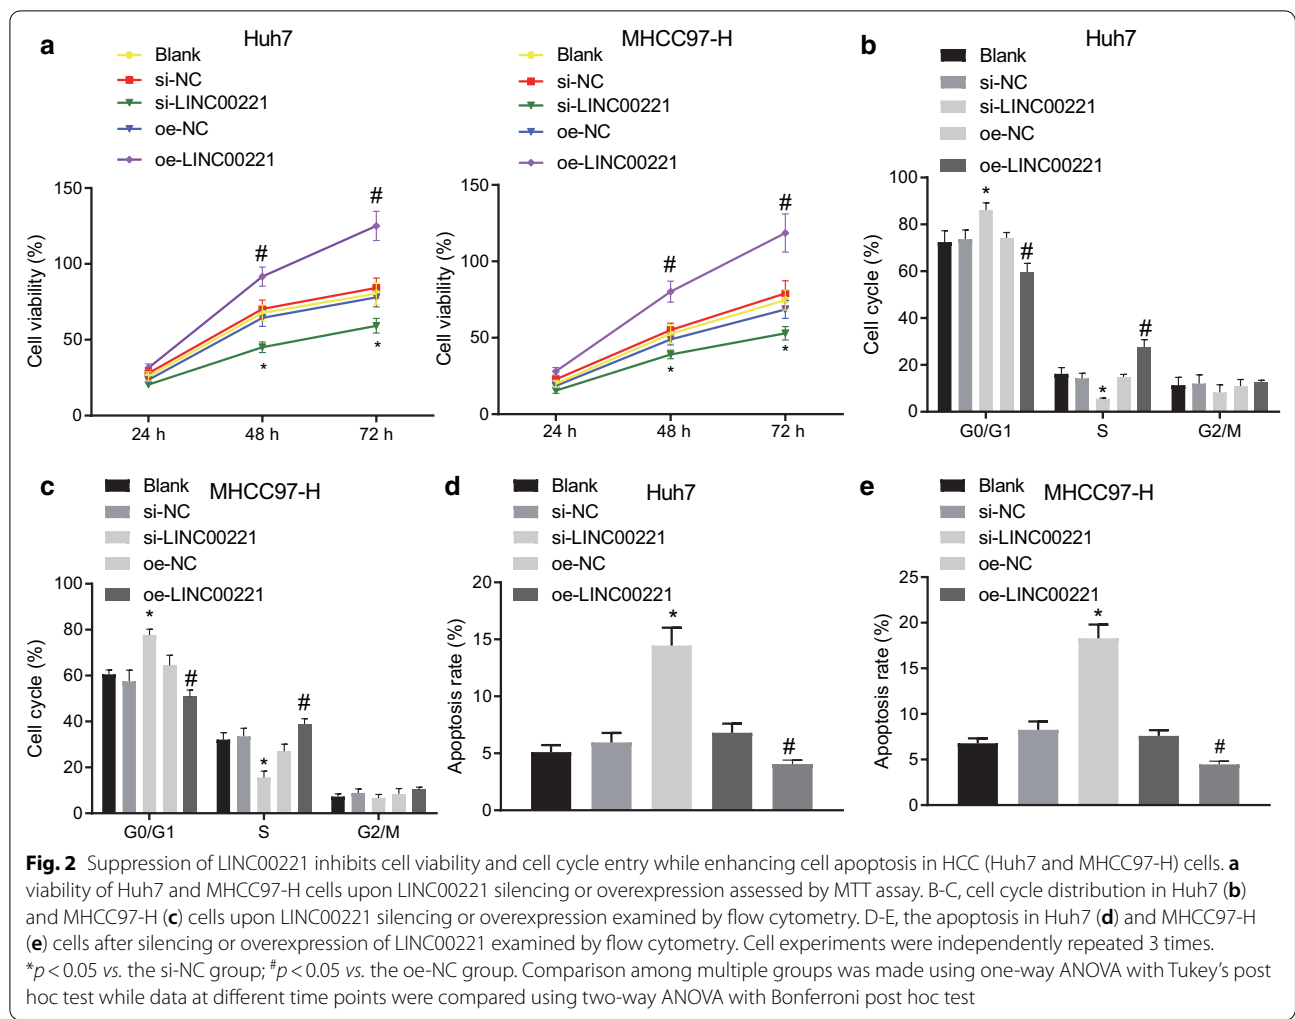 a
Huh7
Blank
si-NC
si-LINC00221
oe-NC
oe-LINC00221
Cell viability (%)
150
100
50
0
#
#
*
*
24 h 48 h 72 h
MHCC97-H
Blank
si-NC
si-LINC00221
oe-NC
oe-LINC00221
Cell viability (%)
150
100
50
0
#
#
*
*
24 h 48 h 72 h
b
Huh7
Blank
si-NC
si-LINC00221
oe-NC
oe-LINC00221
Cell cycle (%)
100
80
60
40
20
0
*
#
*
#
G0/G1 S G2/M
c
MHCC97-H
Blank
si-NC
si-LINC00221
oe-NC
oe-LINC00221
Cell cycle (%)
100
80
60
40
20
0
*
#
*
#
G0/G1 S G2/M
d
Huh7
Blank
si-NC
si-LINC00221
oe-NC
oe-LINC00221
Apoptosis rate (%)
20
15
10
5
0
*
#
e
MHCC97-H
Blank
si-NC
si-LINC00221
oe-NC
oe-LINC00221
Apoptosis rate (%)
25
20
15
10
5
0
*
#
Fig. 2 Suppression of LINC00221 inhibits cell viability and cell cycle entry while enhancing cell apoptosis in HCC (Huh7 and MHCC97-H) cells. a
viability of Huh7 and MHCC97-H cells upon LINC00221 silencing or overexpression assessed by MTT assay. B-C, cell cycle distribution in Huh7 (b)
and MHCC97-H (c) cells upon LINC00221 silencing or overexpression examined by flow cytometry. D-E, the apoptosis in Huh7 (d) and MHCC97-H
(e) cells after silencing or overexpression of LINC00221 examined by flow cytometry. Cell experiments were independently repeated 3 times.
*p < 0.05 vs. the si-NC group; #p < 0.05 vs. the oe-NC group. Comparison among multiple groups was made using one-way ANOVA with Tukey's post
hoc test while data at different time points were compared using two-way ANOVA with Bonferroni post hoc test